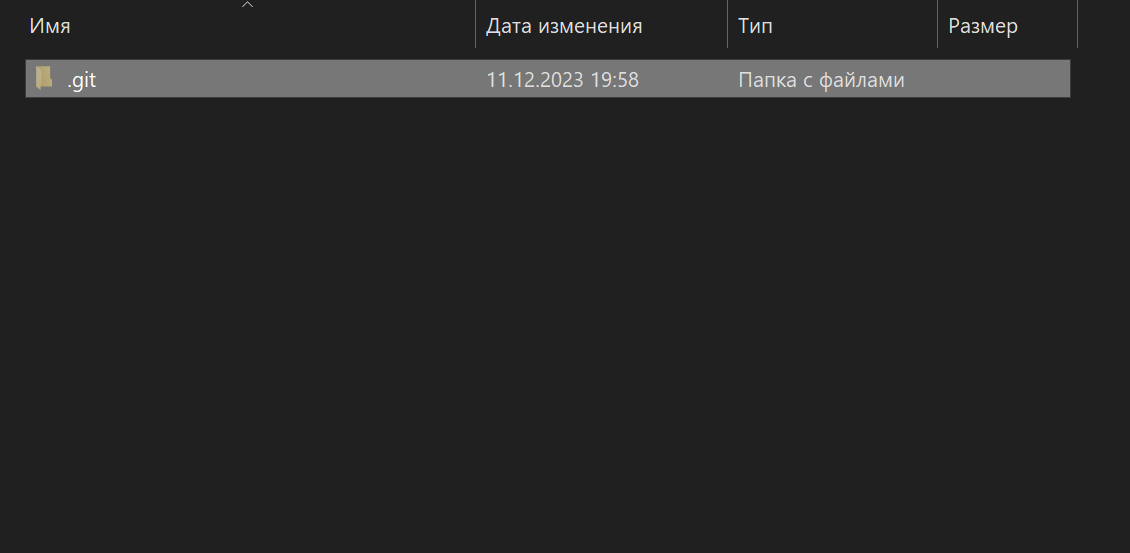 Имя Дата изменения Тип Размер
.git 11.12.2023 19:58 Папка с файлами